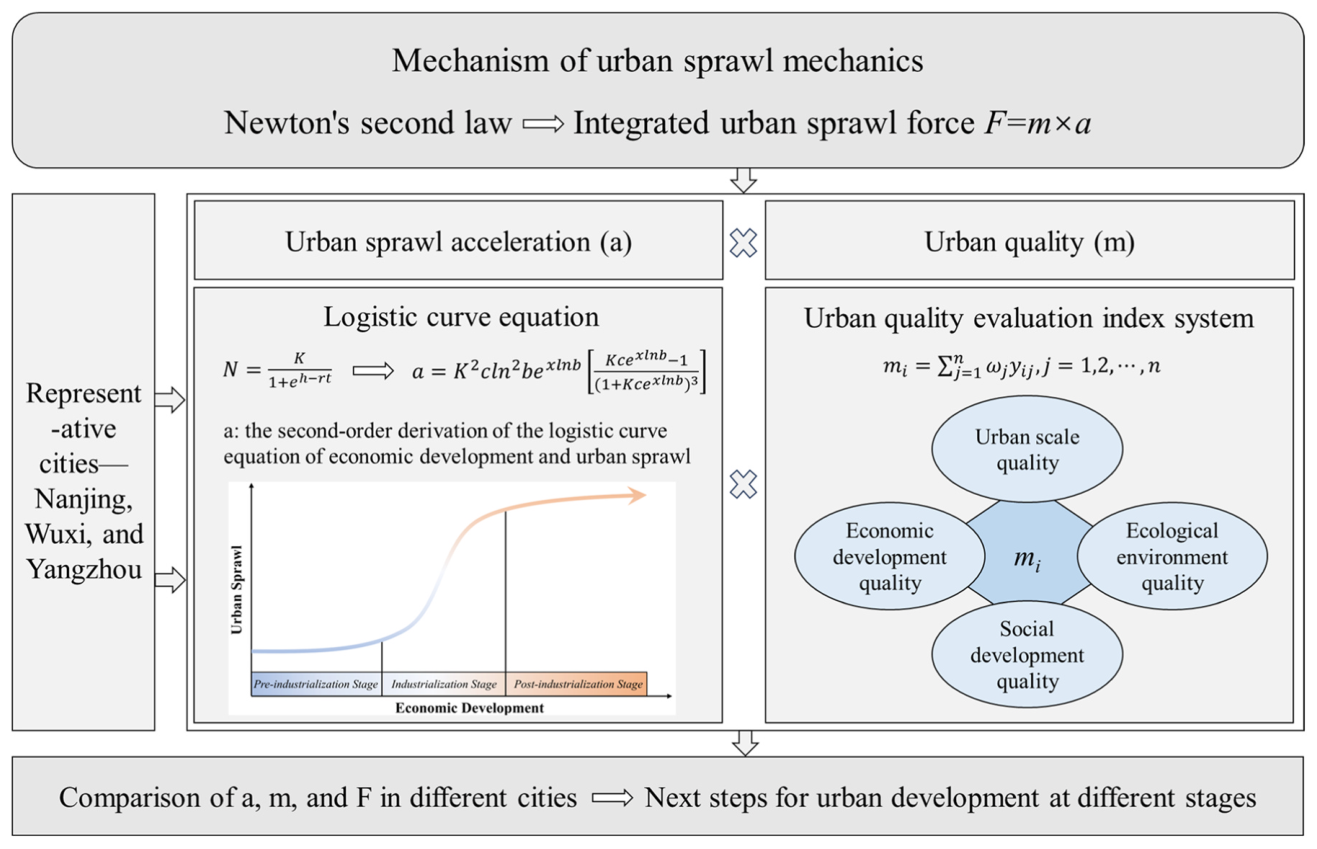 Mechanism of urban sprawl mechanics
Newton's second law ⇨ Integrated urban sprawl force F=m×a
Represent
-ative
cities—
Nanjing,
Wuxi, and
Yangzhou
Urban sprawl acceleration (a)
Logistic curve equation
N = K/(1+e^{h−rt}) ⇨ a = K²cln²be^{xlnb}[(Kce^{xlnb}−1)/(1+Kce^{xlnb})³]
a: the second-order derivation of the logistic curve
equation of economic development and urban sprawl
Urban Sprawl
Pre-industrialization Stage
Industrialization Stage
Post-industrialization Stage
Economic Development
Urban quality (m)
Urban quality evaluation index system
m_i = ∑_{j=1}^{n} ω_j y_{ij}, j = 1,2,⋯,n
Urban scale
quality
Economic
development
quality
m_i
Ecological
environment
quality
Social
development
quality
Comparison of a, m, and F in different cities ⇨ Next steps for urban development at different stages